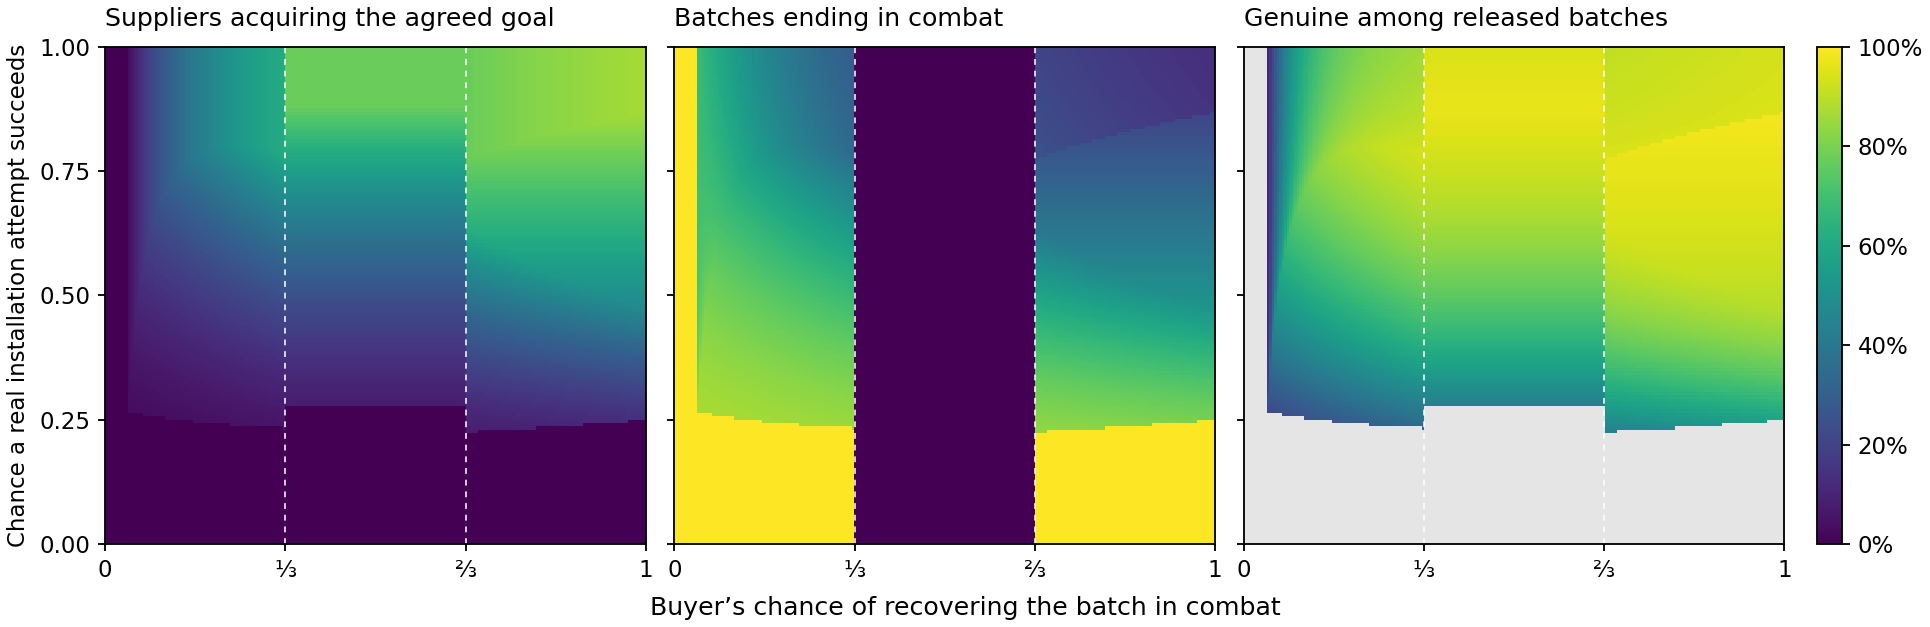 Suppliers acquiring the agreed goal
Batches ending in combat
Genuine among released batches
Chance a real installation attempt succeeds
1.00
0.75
0.50
0.25
0.00
0 ⅓ ⅔ 1
0 ⅓ ⅔ 1
0 ⅓ ⅔ 1
100%
80%
60%
40%
20%
0%
Buyer’s chance of recovering the batch in combat